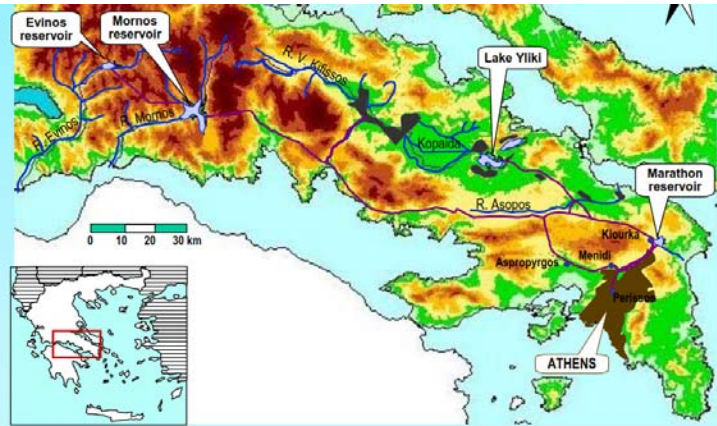 Evinos
reservoir
Mornos
reservoir
R. V. Kifissos
Lake Yliki
R. Evinos
R. Mornos
Kopaida
Marathon
reservoir
R. Asopos
0 10 20 30 km
Kiourka
Aspropyrgos
Menidi
Perissos
ATHENS